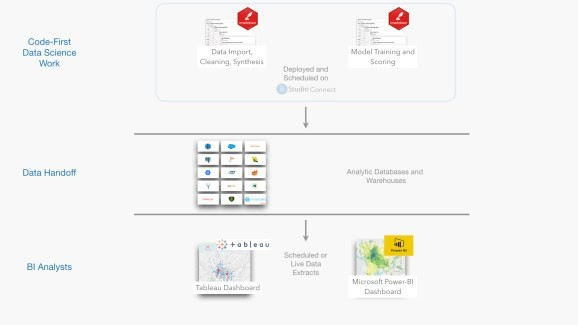 Code-First
Data Science
Work
Data Import,
Cleaning, Synthesis
Model Training and
Scoring
Deployed and
Scheduled on
Studio Connect
Data Handoff
Analytic Databases and
Warehouses
BI Analysts
+ableau
Tableau Dashboard
Scheduled or
Live Data
Extracts
Power BI
Microsoft Power-BI
Dashboard